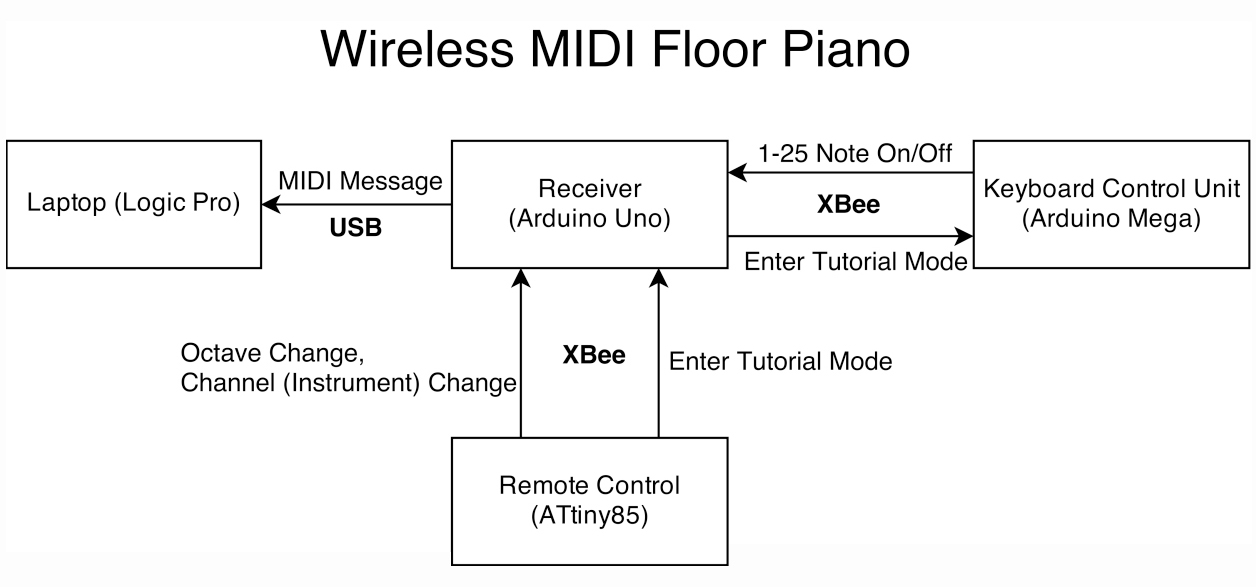 Wireless MIDI Floor Piano
Laptop (Logic Pro)
MIDI Message
USB
Receiver
(Arduino Uno)
1-25 Note On/Off
XBee
Enter Tutorial Mode
Keyboard Control Unit
(Arduino Mega)
Octave Change,
Channel (Instrument) Change
XBee
Enter Tutorial Mode
Remote Control
(ATtiny85)